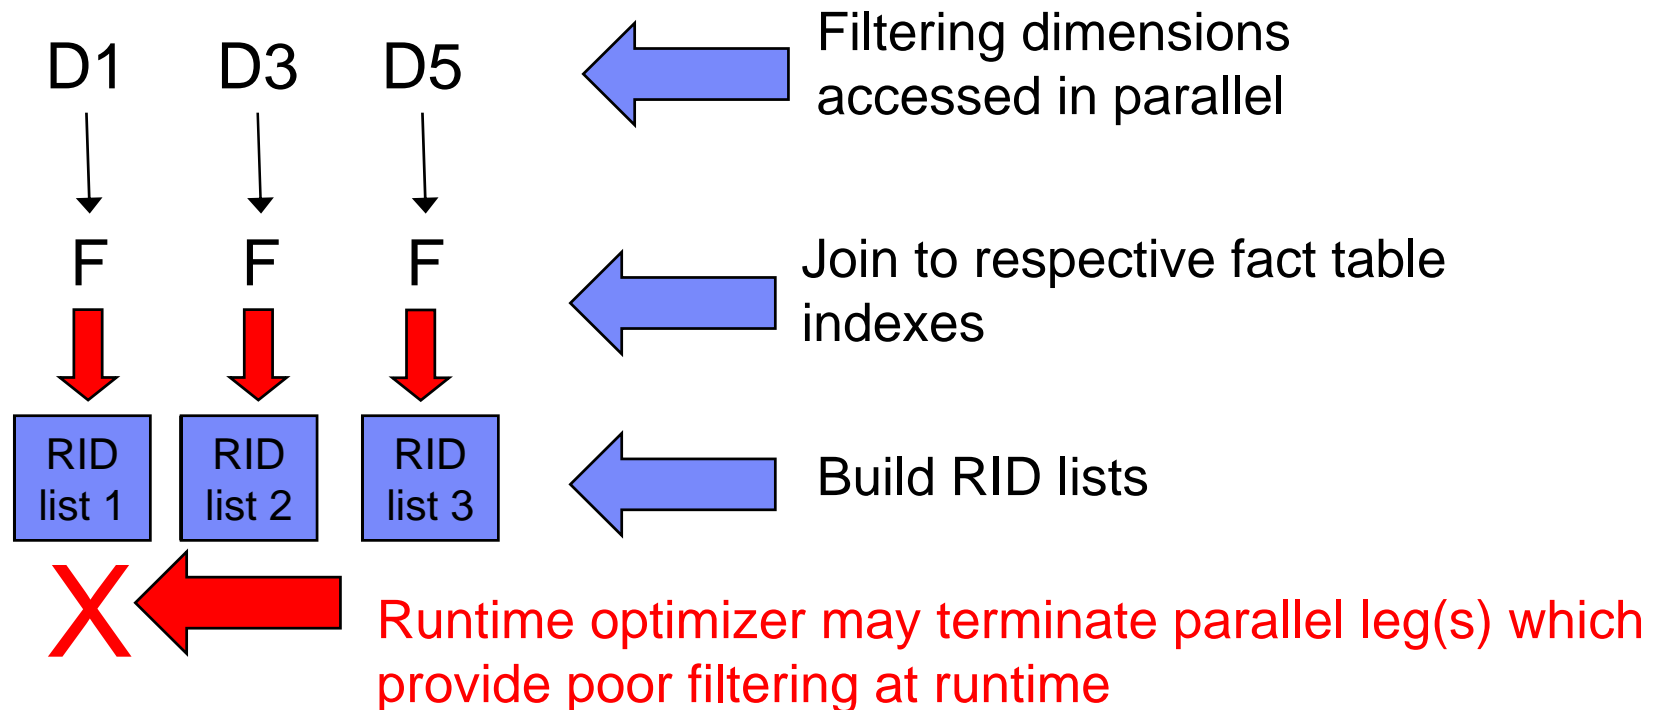 D1 D3 D5
Filtering dimensions
accessed in parallel
F F F
Join to respective fact table
indexes
RID RID RID
list 1 list 2 list 3
Build RID lists
X
Runtime optimizer may terminate parallel leg(s) which
provide poor filtering at runtime